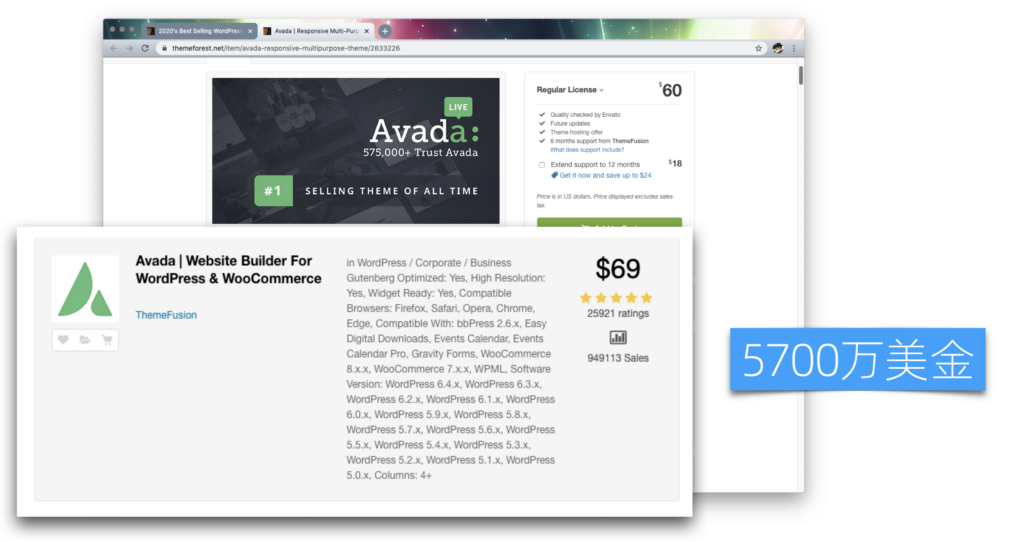 2020's Best Selling WordPress
Avada | Responsive Multi-Purp
themeforest.net/item/avada-responsive-multipurpose-theme/2833226
LIVE
Avada:
575,000+ Trust Avada
#1 SELLING THEME OF ALL TIME
Regular License
$60
Quality checked by Envato
Future updates
Theme hosting offer
6 months support from ThemeFusion
What does support include?
Extend support to 12 months
$18
Get it now and save up to $24
Price is in US dollars. Price displayed excludes sales
tax.
Avada | Website Builder For
WordPress & WooCommerce
ThemeFusion
in WordPress / Corporate / Business
Gutenberg Optimized: Yes, High Resolution:
Yes, Widget Ready: Yes, Compatible
Browsers: Firefox, Safari, Opera, Chrome,
Edge, Compatible With: bbPress 2.6.x, Easy
Digital Downloads, Events Calendar, Events
Calendar Pro, Gravity Forms, WooCommerce
8.x.x, WooCommerce 7.x.x, WPML, Software
Version: WordPress 6.4.x, WordPress 6.3.x,
WordPress 6.2.x, WordPress 6.1.x, WordPress
6.0.x, WordPress 5.9.x, WordPress 5.8.x,
WordPress 5.7.x, WordPress 5.6.x, WordPress
5.5.x, WordPress 5.4.x, WordPress 5.3.x,
WordPress 5.2.x, WordPress 5.1.x, WordPress
5.0.x, Columns: 4+
$69
25921 ratings
949113 Sales
5700万美金